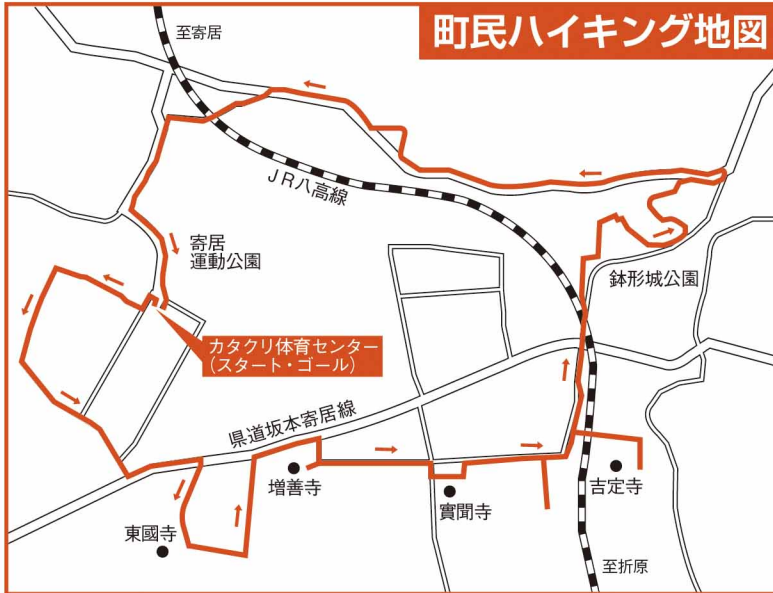 町民ハイキング地図
至寄居
JR八高線
寄居
運動公園
鉢形城公園
カタクリ体育センター
(スタート・ゴール)
県道坂本寄居線
増善寺
吉定寺
實聞寺
東國寺
至折原